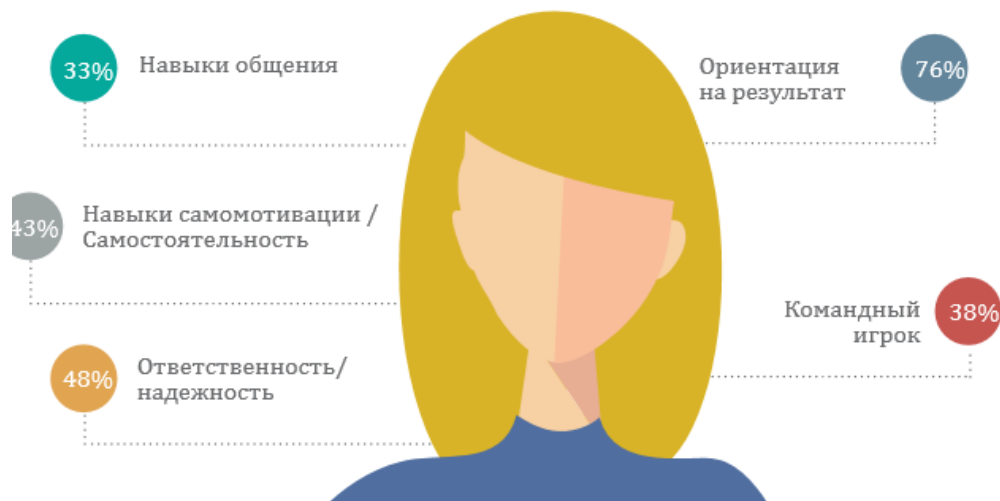 33%
Навыки общения
43%
Навыки самомотивации /
Самостоятельность
48%
Ответственность/
надежность
Ориентация
на результат
76%
Командный
игрок
38%